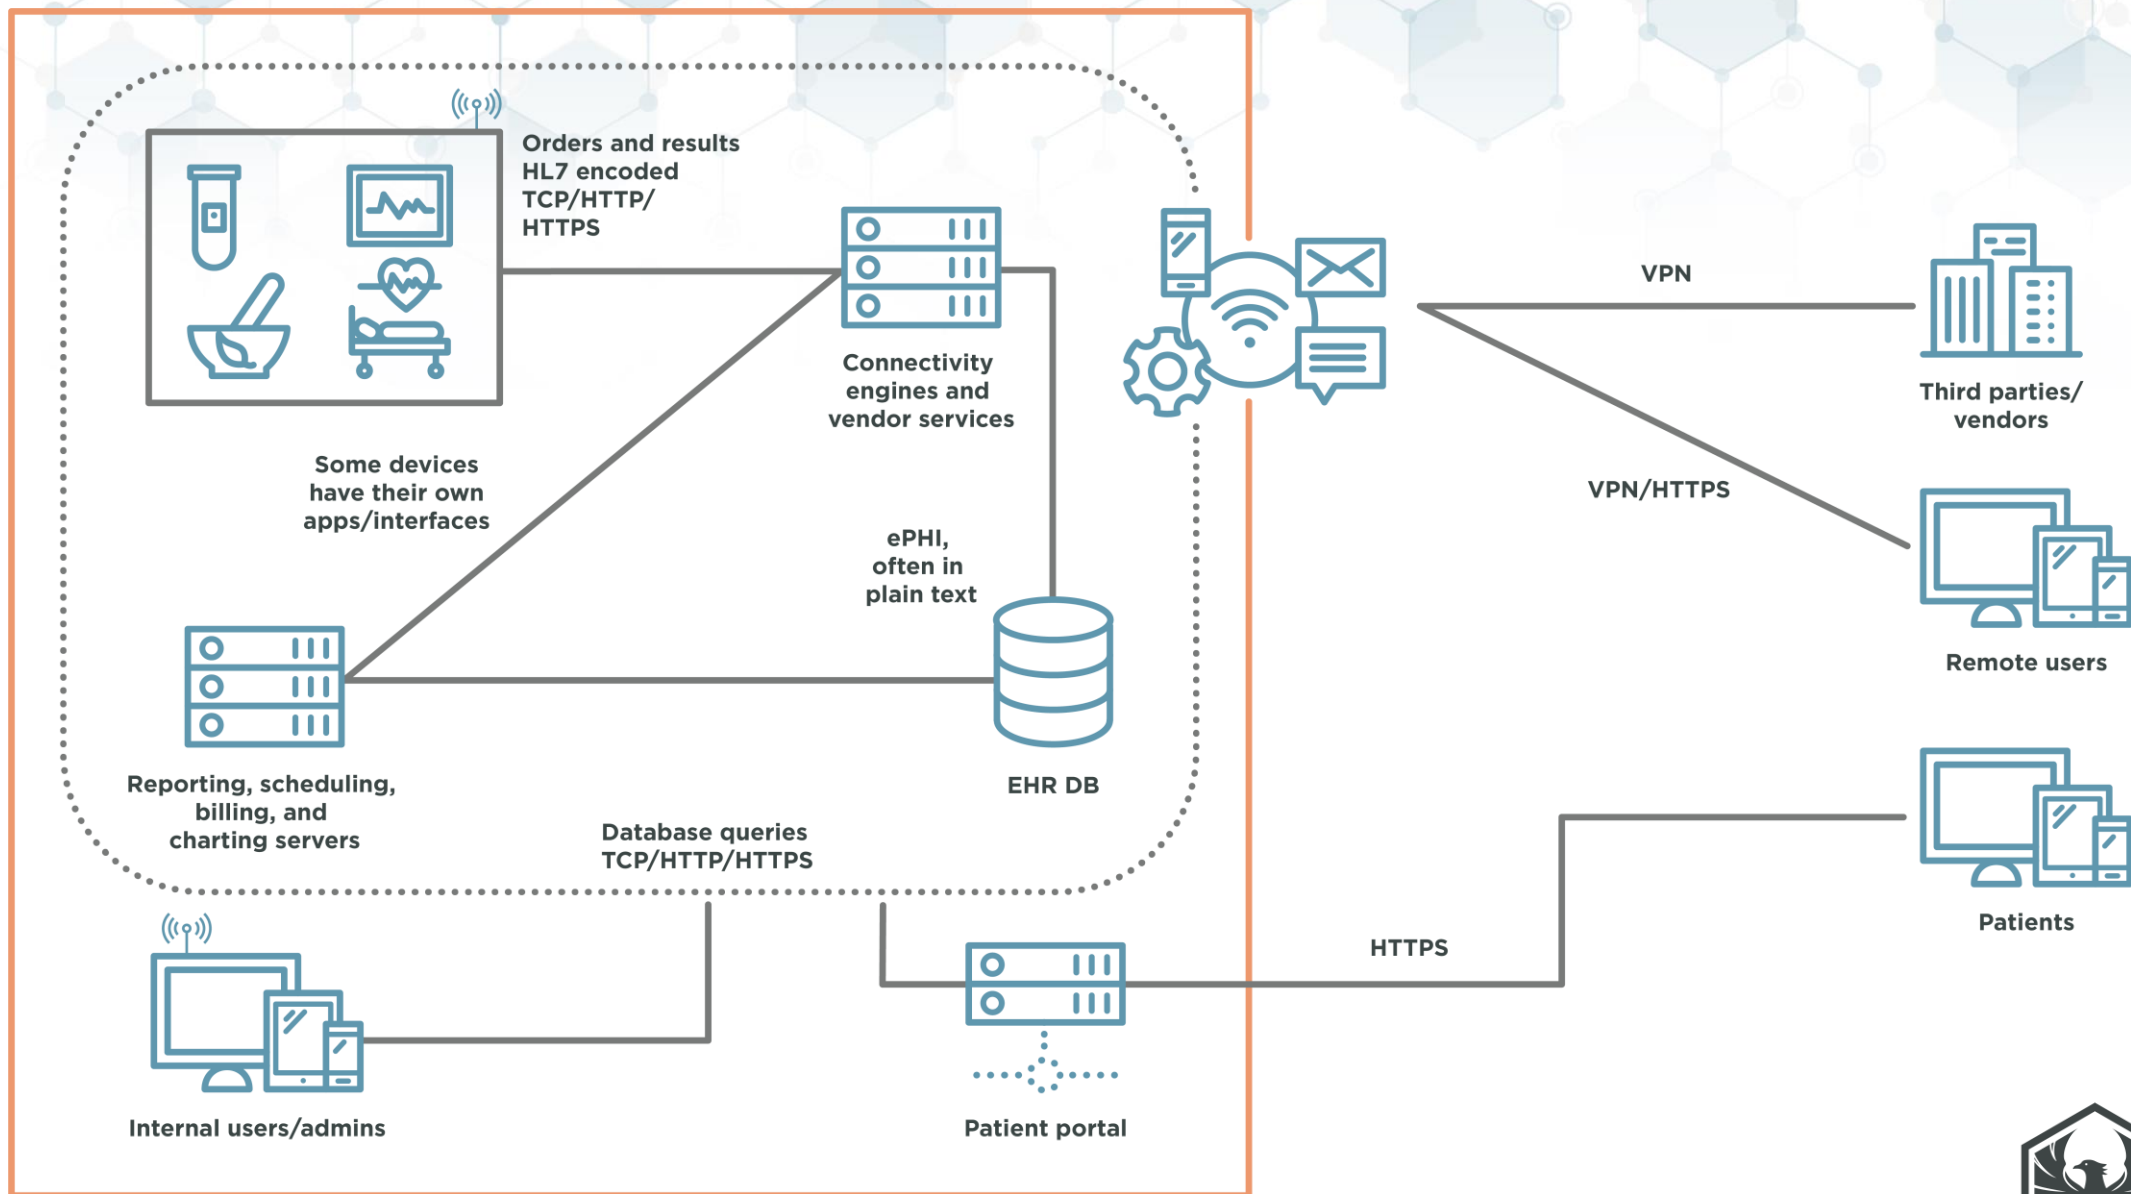 Orders and results
HL7 encoded
TCP/HTTP/
HTTPS
Connectivity
engines and
vendor services
Some devices
have their own
apps/interfaces
ePHI,
often in
plain text
Reporting, scheduling,
billing, and
charting servers
EHR DB
Database queries
TCP/HTTP/HTTPS
Internal users/admins
Patient portal
VPN
Third parties/
vendors
VPN/HTTPS
Remote users
HTTPS
Patients